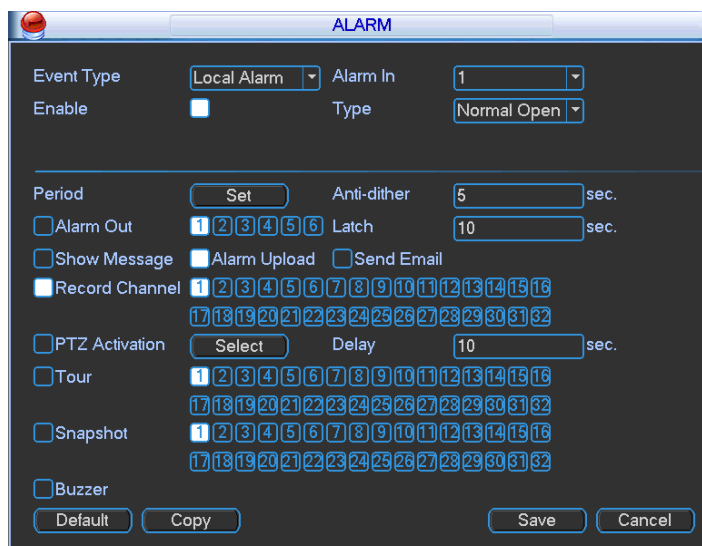 ALARM
Event Type Local Alarm Alarm In 1
Enable Type Normal Open
Period Set Anti-dither 5 sec.
Alarm Out 1 2 3 4 5 6 Latch 10 sec.
Show Message Alarm Upload Send Email
Record Channel 1 2 3 4 5 6 7 8 9 10 11 12 13 14 15 16
17 18 19 20 21 22 23 24 25 26 27 28 29 30 31 32
PTZ Activation Select Delay 10 sec.
Tour 1 2 3 4 5 6 7 8 9 10 11 12 13 14 15 16
17 18 19 20 21 22 23 24 25 26 27 28 29 30 31 32
Snapshot 1 2 3 4 5 6 7 8 9 10 11 12 13 14 15 16
17 18 19 20 21 22 23 24 25 26 27 28 29 30 31 32
Buzzer
Default Copy Save Cancel